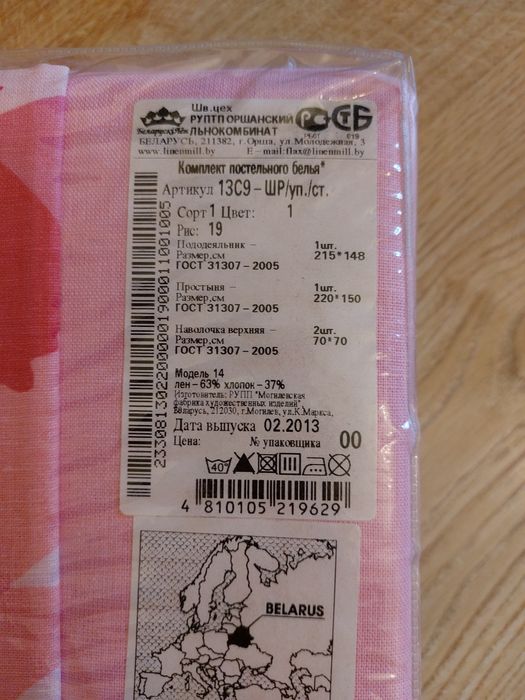 Шв.цех
РУПТП ОРШАНСКИЙ
ЛЬНОКОМБИНАТ
БЕЛАРУСЬ, 211382, г.Орша, ул.Молодежная, 3
www.linenmill.by E-mail:flax@linenmill.by
Комплект постельного белья*
Артикул 13С9-ШР/уп./ст.
Сорт 1 Цвет: 1
Рис: 19
Пододеяльник - 1шт.
Размер,см 215*148
ГОСТ 31307-2005
Простыня - 1шт.
Размер,см 220*150
ГОСТ 31307-2005
Наволочка верхняя - 2шт.
Размер,см 70*70
ГОСТ 31307-2005
Модель 14
лен-63% хлопок-37%
Изготовитель: РУПП "Могилевская
фабрика художественных изделий"
Беларусь, 212030, г.Могилев, ул.К.Маркса,
Дата выпуска 02.2013
Цена: № упаковщика 00
40°
4 810105 219629
BELARUS